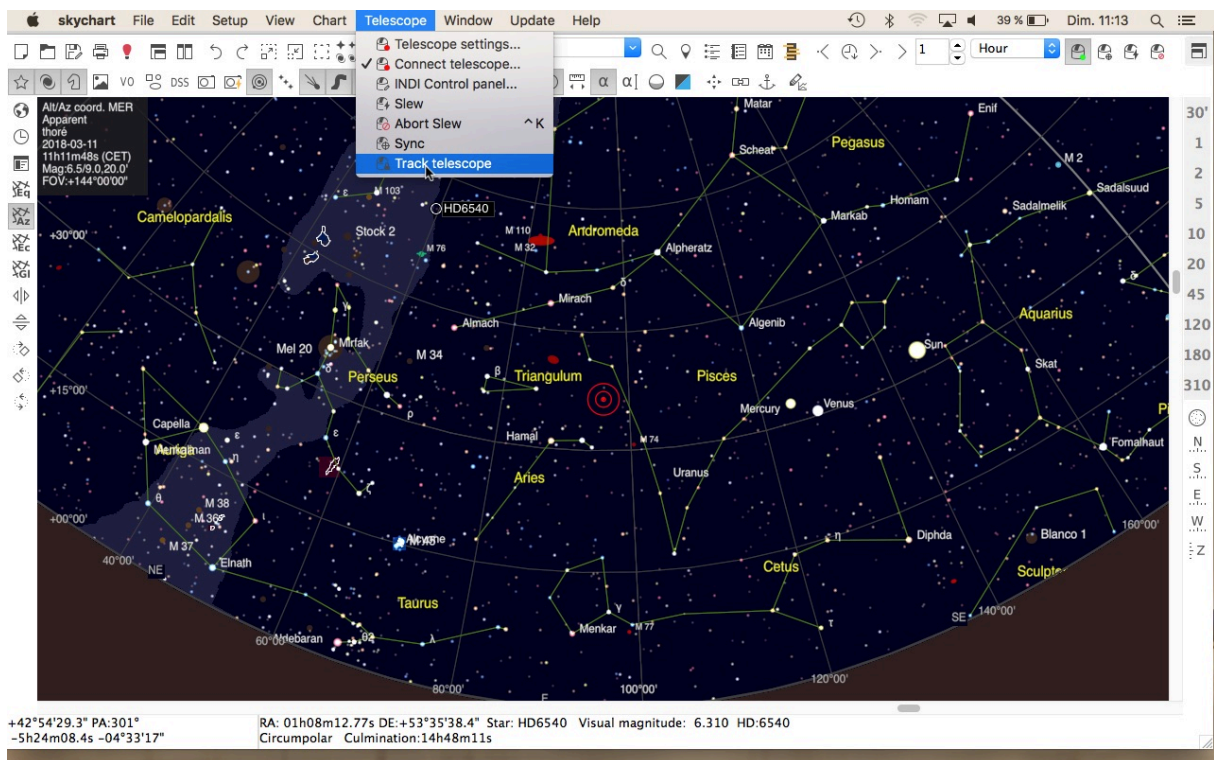 skychart File Edit Setup View Chart Telescope Window Update Help 39 % Dim. 11:13
Telescope settings...
✓ Connect telescope...
INDI Control panel...
Slew
Abort Slew ^K
Sync
Track telescope
1 Hour
V0 DSS α α
Alt/Az coord. MER
Apparent
thoré
2018-03-11
11h11m48s (CET)
Mag:6.5/9.0,20.0'
FOV:+144°00'00"
Eq
Az
Ec
Gl
30'
1
2
5
10
20
45
120
180
310
N
S
E
W
Z
Matar
Enif
Scheat
Pegasus
M 2
Sadalsuud
ε
M 103
HD6540
Homam
Sadalmelik
Camelopardalis
Markab
Stock 2
M 110
Andromeda
+30°00'
M 76
M 32
Alpheratz
δ
δ
Mirach
γ
Almach
Algenib
Aquarius
Mel 20
Mirfak
M 34
Sun
Skat
δ
β
Triangulum
Perseus
Pisces
+15°00'
Mercury
Venus
ρ
Capella
ε
ε
Hamal
M 74
Fomalhaut
η
Aries
Uranus
ζ
θ
M 38
M 36
+00°00'
ι
160°00'
M 37
η
Diphda
Blanco 1
40°00'
NE
Elnath
Cetus
Taurus
γ
Menkar
M 77
τ
SE
140°00'
60°00'
θ2
λ
120°00'
80°00'
E
100°00'
+42°54'29.3" PA:301° RA: 01h08m12.77s DE:+53°35'38.4" Star: HD6540 Visual magnitude: 6.310 HD:6540
-5h24m08.4s -04°33'17" Circumpolar Culmination:14h48m11s